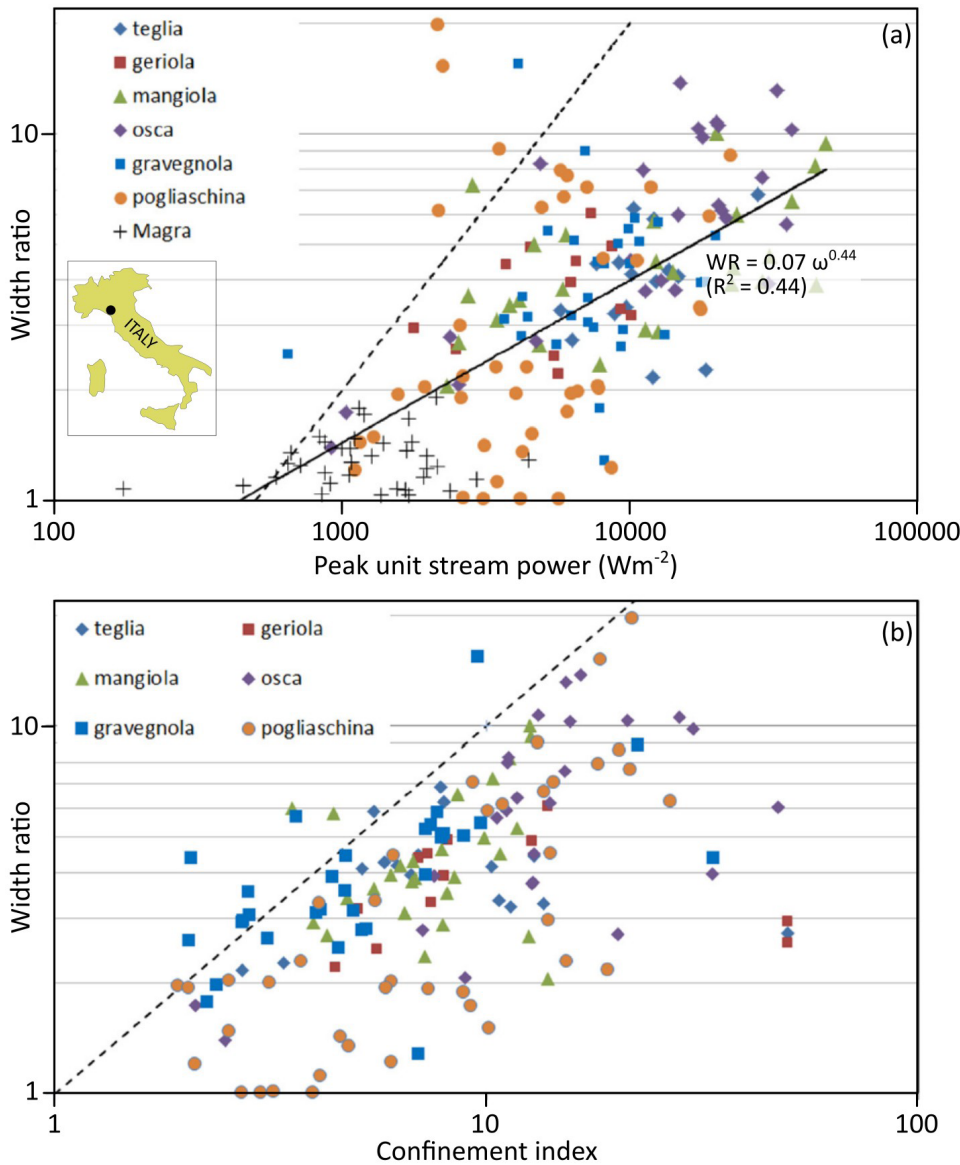 (a)
teglia
geriola
mangiola
osca
gravegnola
pogliaschina
Magra
ITALY
WR = 0.07 ω^0.44
(R² = 0.44)
Width ratio
10
1
100
1000
10000
100000
Peak unit stream power (Wm⁻²)
(b)
teglia
geriola
mangiola
osca
gravegnola
pogliaschina
Width ratio
10
1
1
10
100
Confinement index